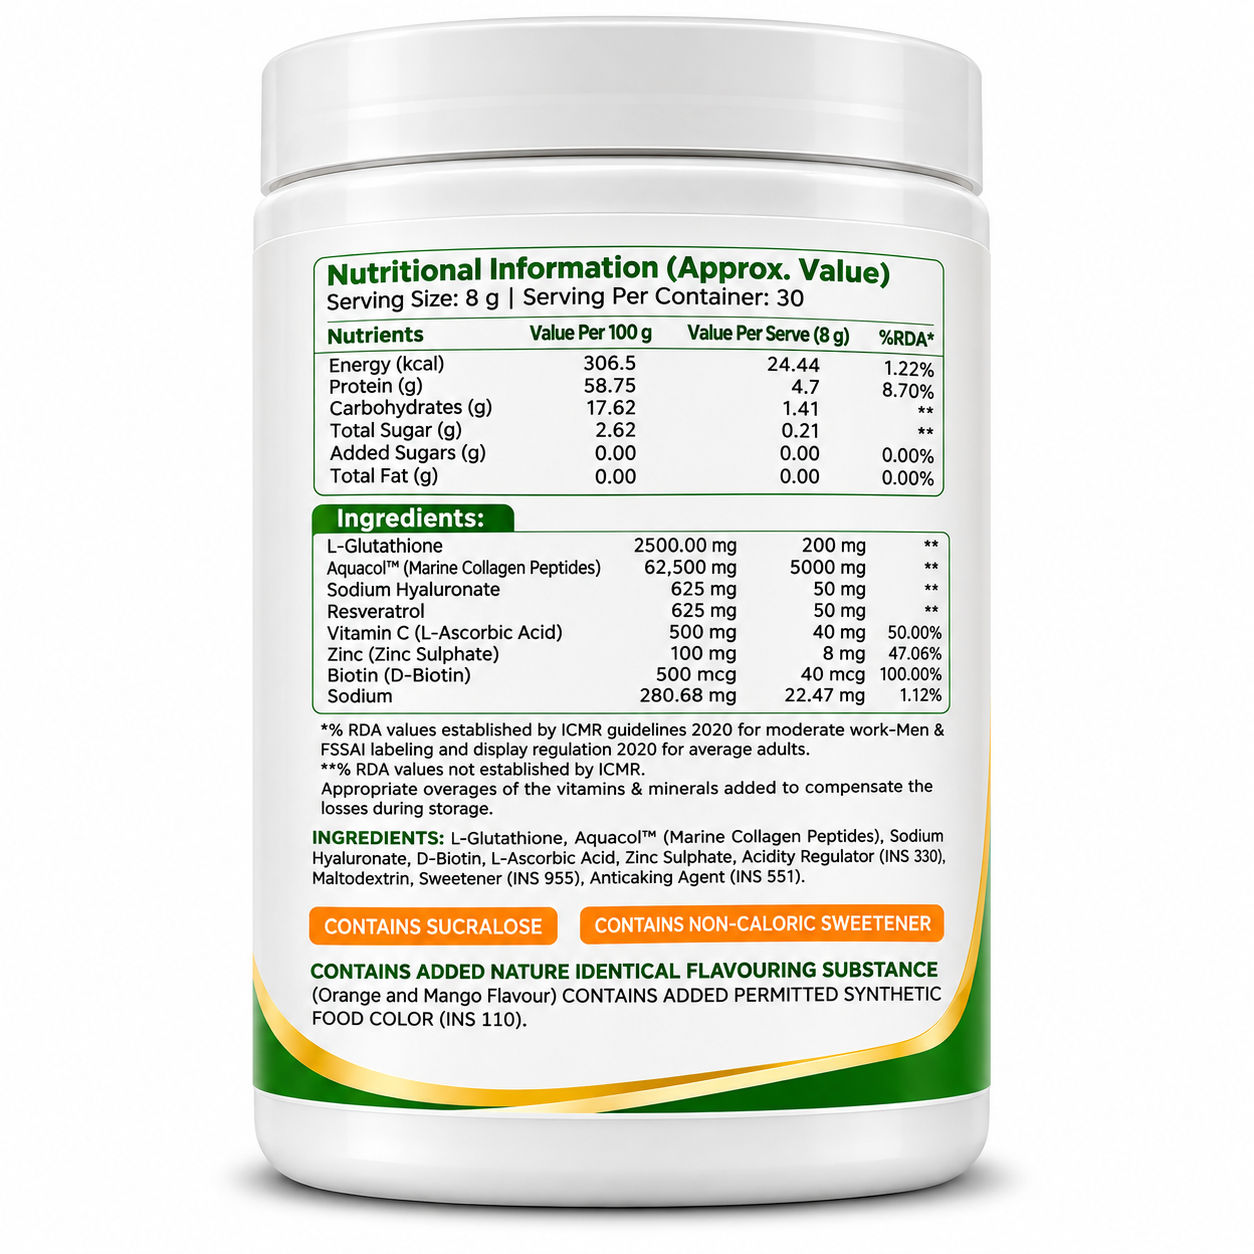 Nutritional Information (Approx. Value)
Serving Size: 8 g | Serving Per Container: 30
Nutrients Value Per 100 g Value Per Serve (8 g) %RDA*
Energy (kcal) 306.5 24.44 1.22%
Protein (g) 58.75 4.7 8.70%
Carbohydrates (g) 17.62 1.41 **
Total Sugar (g) 2.62 0.21 **
Added Sugars (g) 0.00 0.00 0.00%
Total Fat (g) 0.00 0.00 0.00%
Ingredients:
L-Glutathione 2500.00 mg 200 mg **
Aquacol™ (Marine Collagen Peptides) 62,500 mg 5000 mg **
Sodium Hyaluronate 625 mg 50 mg **
Resveratrol 625 mg 50 mg **
Vitamin C (L-Ascorbic Acid) 500 mg 40 mg 50.00%
Zinc (Zinc Sulphate) 100 mg 8 mg 47.06%
Biotin (D-Biotin) 500 mcg 40 mcg 100.00%
Sodium 280.68 mg 22.47 mg 1.12%
*% RDA values established by ICMR guidelines 2020 for moderate work-Men &
FSSAI labeling and display regulation 2020 for average adults.
**% RDA values not established by ICMR.
Appropriate overages of the vitamins & minerals added to compensate the
losses during storage.
INGREDIENTS: L-Glutathione, Aquacol™ (Marine Collagen Peptides), Sodium
Hyaluronate, D-Biotin, L-Ascorbic Acid, Zinc Sulphate, Acidity Regulator (INS 330),
Maltodextrin, Sweetener (INS 955), Anticaking Agent (INS 551).
CONTAINS SUCRALOSE CONTAINS NON-CALORIC SWEETENER
CONTAINS ADDED NATURE IDENTICAL FLAVOURING SUBSTANCE
(Orange and Mango Flavour) CONTAINS ADDED PERMITTED SYNTHETIC
FOOD COLOR (INS 110).